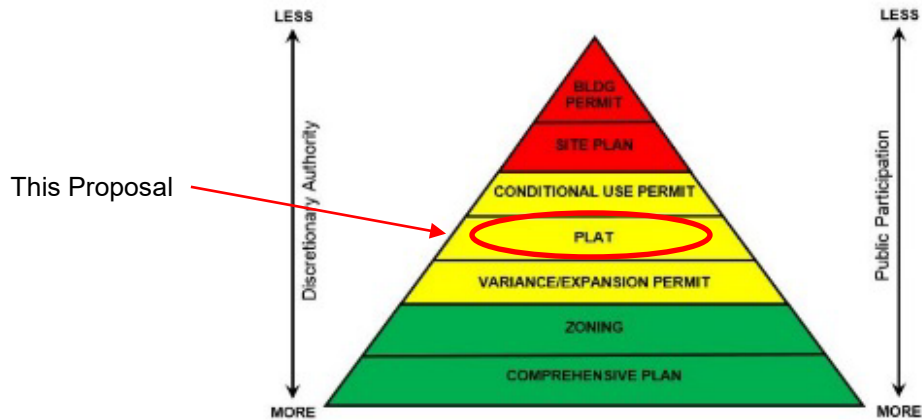 LESS
LESS
BLDG
PERMIT
SITE PLAN
Discretionary Authority
Public Participation
This Proposal
CONDITIONAL USE PERMIT
PLAT
VARIANCE/EXPANSION PERMIT
ZONING
COMPREHENSIVE PLAN
MORE
MORE